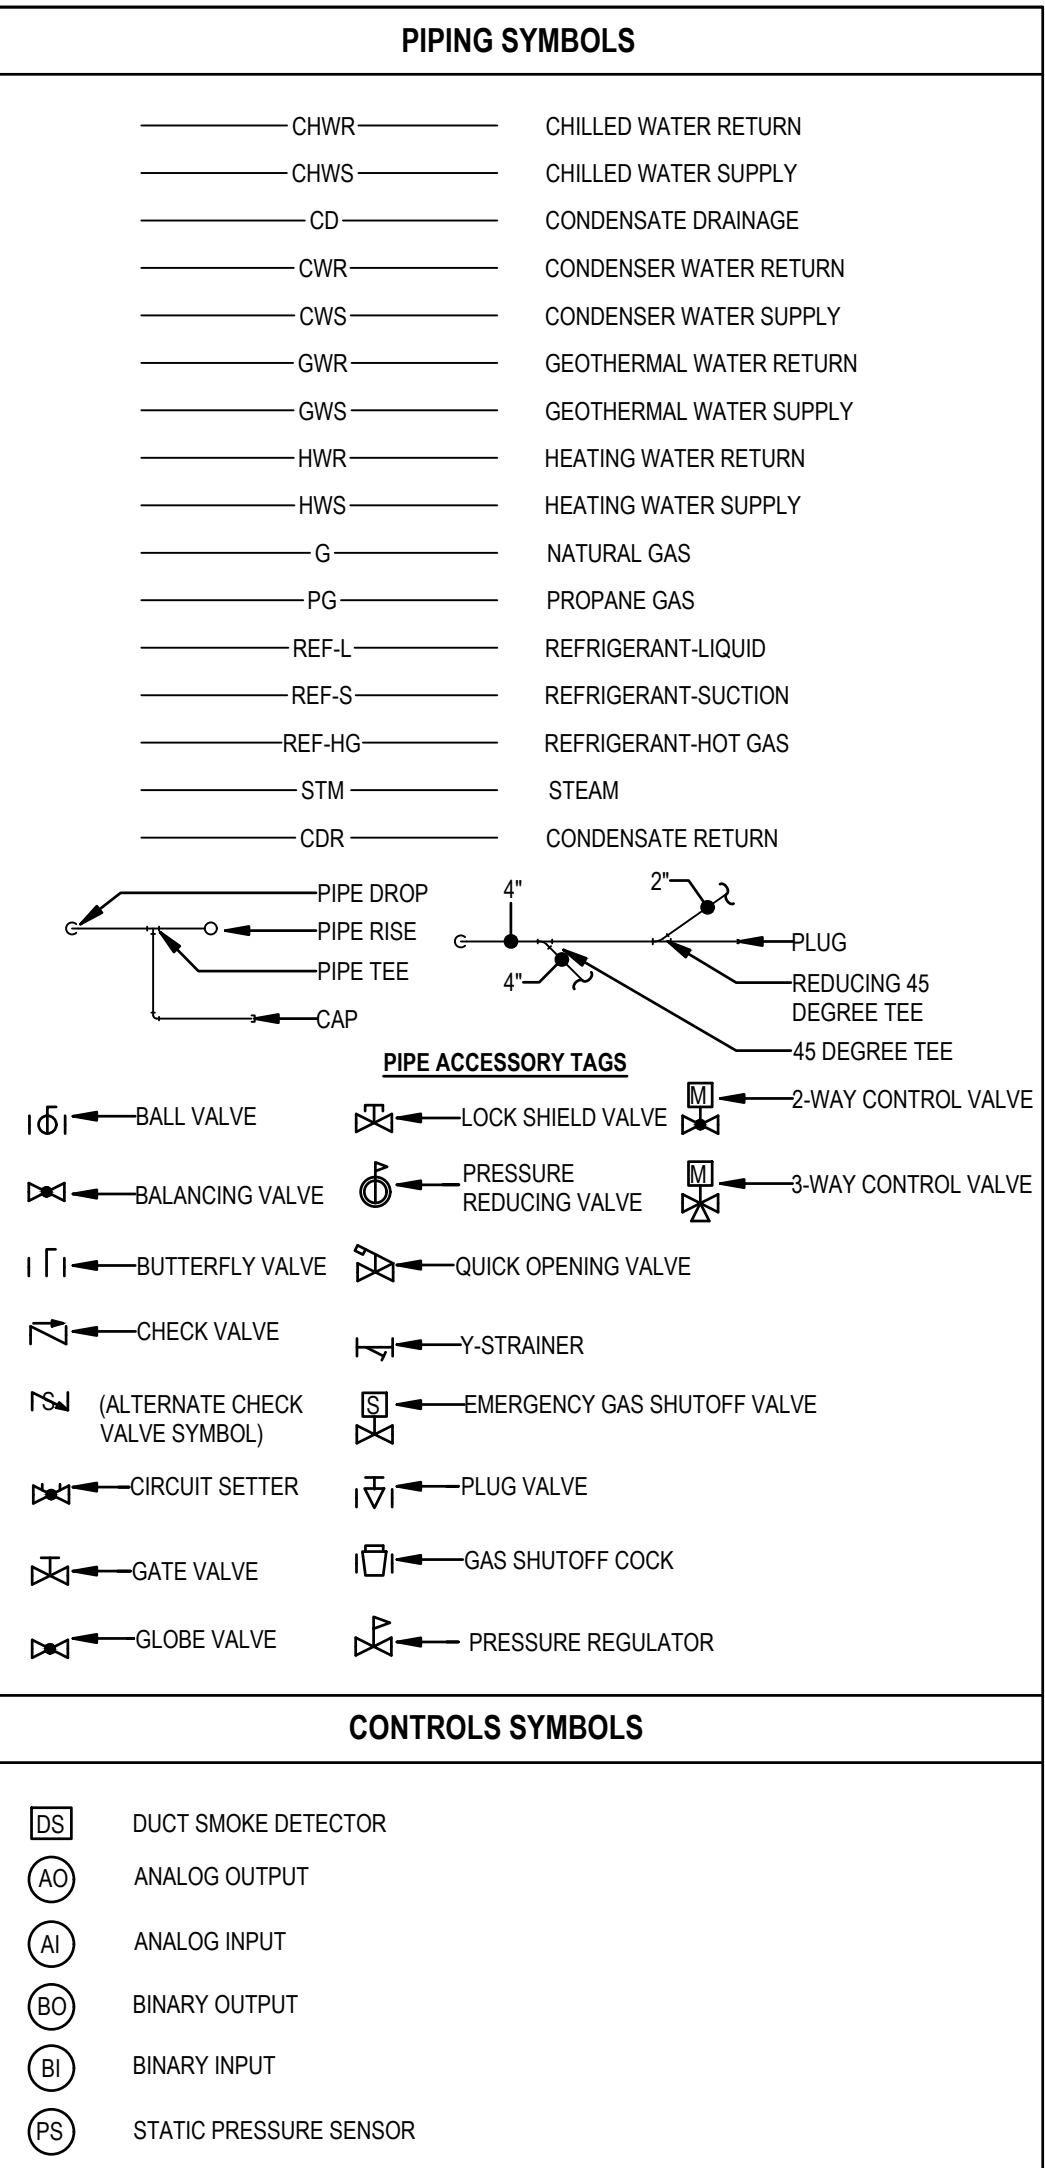 PIPING SYMBOLS
CHWR CHILLED WATER RETURN
CHWS CHILLED WATER SUPPLY
CD CONDENSATE DRAINAGE
CWR CONDENSER WATER RETURN
CWS CONDENSER WATER SUPPLY
GWR GEOTHERMAL WATER RETURN
GWS GEOTHERMAL WATER SUPPLY
HWR HEATING WATER RETURN
HWS HEATING WATER SUPPLY
G NATURAL GAS
PG PROPANE GAS
REF-L REFRIGERANT-LIQUID
REF-S REFRIGERANT-SUCTION
REF-HG REFRIGERANT-HOT GAS
STM STEAM
CDR CONDENSATE RETURN
PIPE DROP
PIPE RISE
PIPE TEE
CAP
4"
2"
4"
PLUG
REDUCING 45
DEGREE TEE
45 DEGREE TEE
PIPE ACCESSORY TAGS
BALL VALVE
BALANCING VALVE
BUTTERFLY VALVE
CHECK VALVE
S (ALTERNATE CHECK
VALVE SYMBOL)
CIRCUIT SETTER
GATE VALVE
GLOBE VALVE
LOCK SHIELD VALVE
PRESSURE
REDUCING VALVE
QUICK OPENING VALVE
Y-STRAINER
S EMERGENCY GAS SHUTOFF VALVE
PLUG VALVE
GAS SHUTOFF COCK
PRESSURE REGULATOR
M 2-WAY CONTROL VALVE
M 3-WAY CONTROL VALVE
CONTROLS SYMBOLS
DS DUCT SMOKE DETECTOR
AO ANALOG OUTPUT
AI ANALOG INPUT
BO BINARY OUTPUT
BI BINARY INPUT
PS STATIC PRESSURE SENSOR